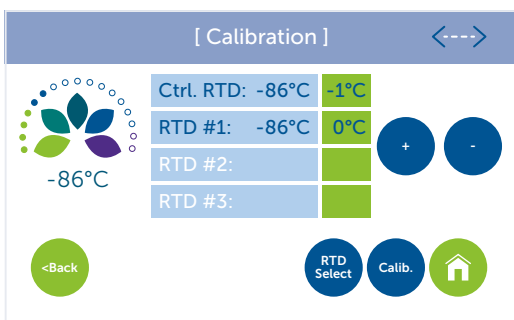 [ Calibration ]
Ctrl. RTD: -86°C -1°C
RTD #1: -86°C 0°C
RTD #2:
RTD #3:
-86°C
+ -
<Back
RTD
Select
Calib.